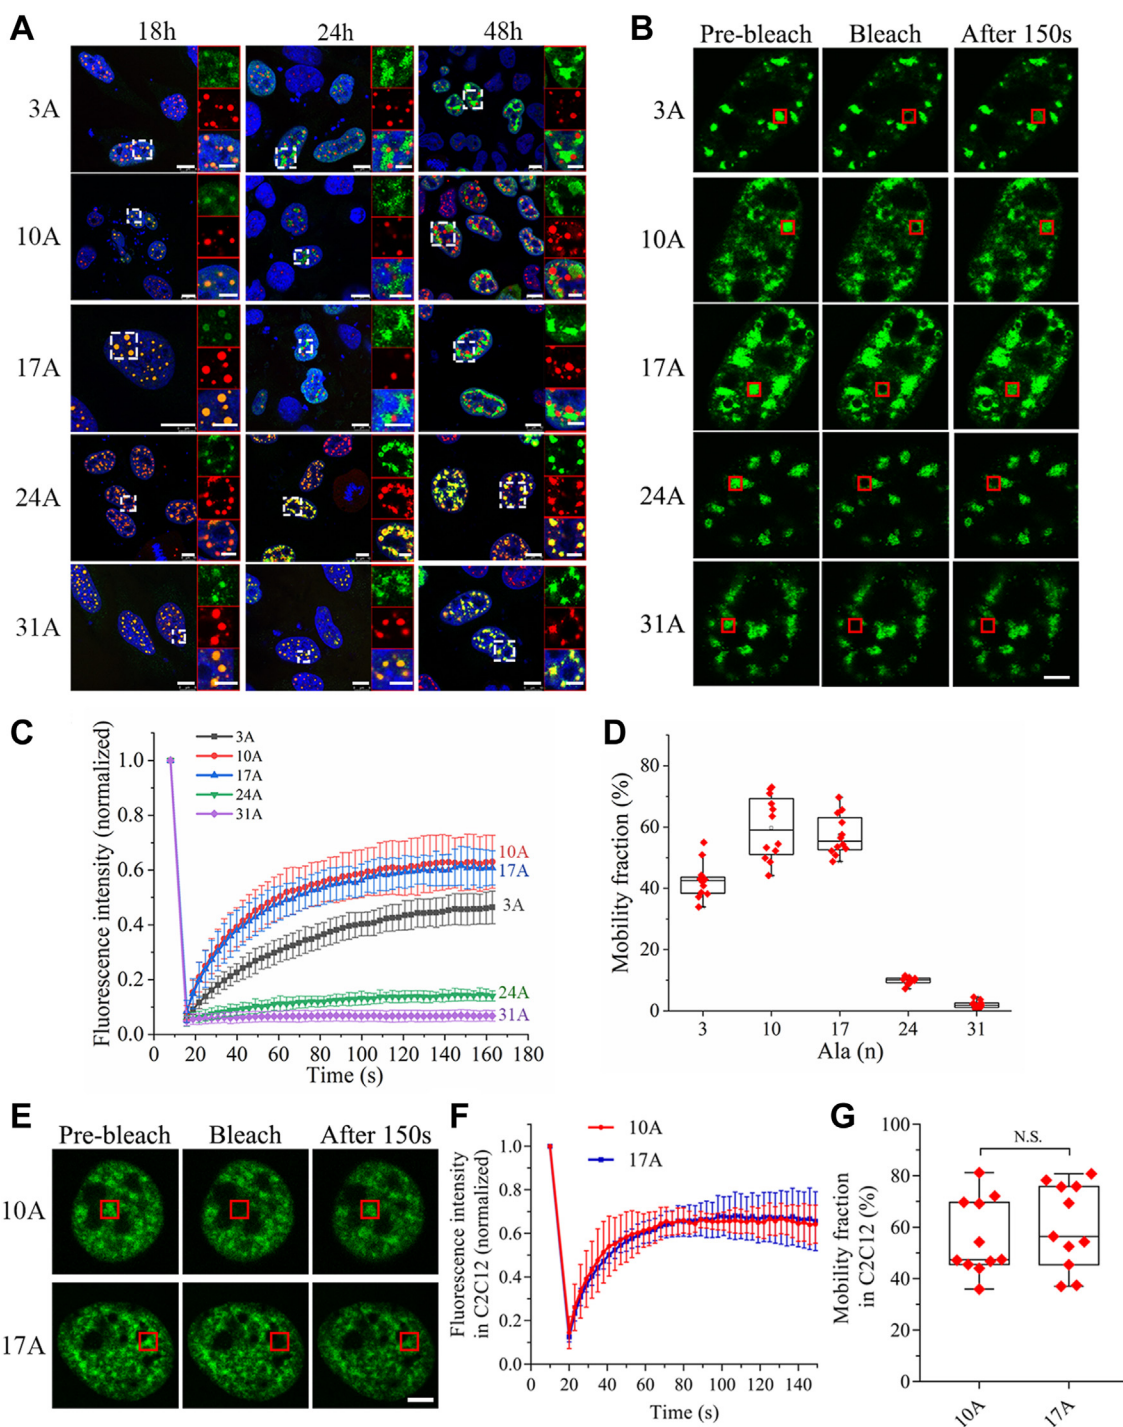 A
18h
24h
48h
3A
10A
17A
24A
31A
B
Pre-bleach
Bleach
After 150s
3A
10A
17A
24A
31A
C
Fluorescence intensity (normalized)
1.0
0.8
0.6
0.4
0.2
0.0
3A
10A
17A
24A
31A
10A
17A
3A
24A
31A
0 20 40 60 80 100 120 140 160 180
Time (s)
D
Mobility fraction (%)
80
60
40
20
0
3 10 17 24 31
Ala (n)
E
Pre-bleach
Bleach
After 150s
10A
17A
F
Fluorescence intensity
in C2C12 (normalized)
1.0
0.8
0.6
0.4
0.2
0.0
10A
17A
0 20 40 60 80 100 120 140
Time (s)
G
Mobility fraction
in C2C12 (%)
100
80
60
40
20
0
N.S.
10A
17A